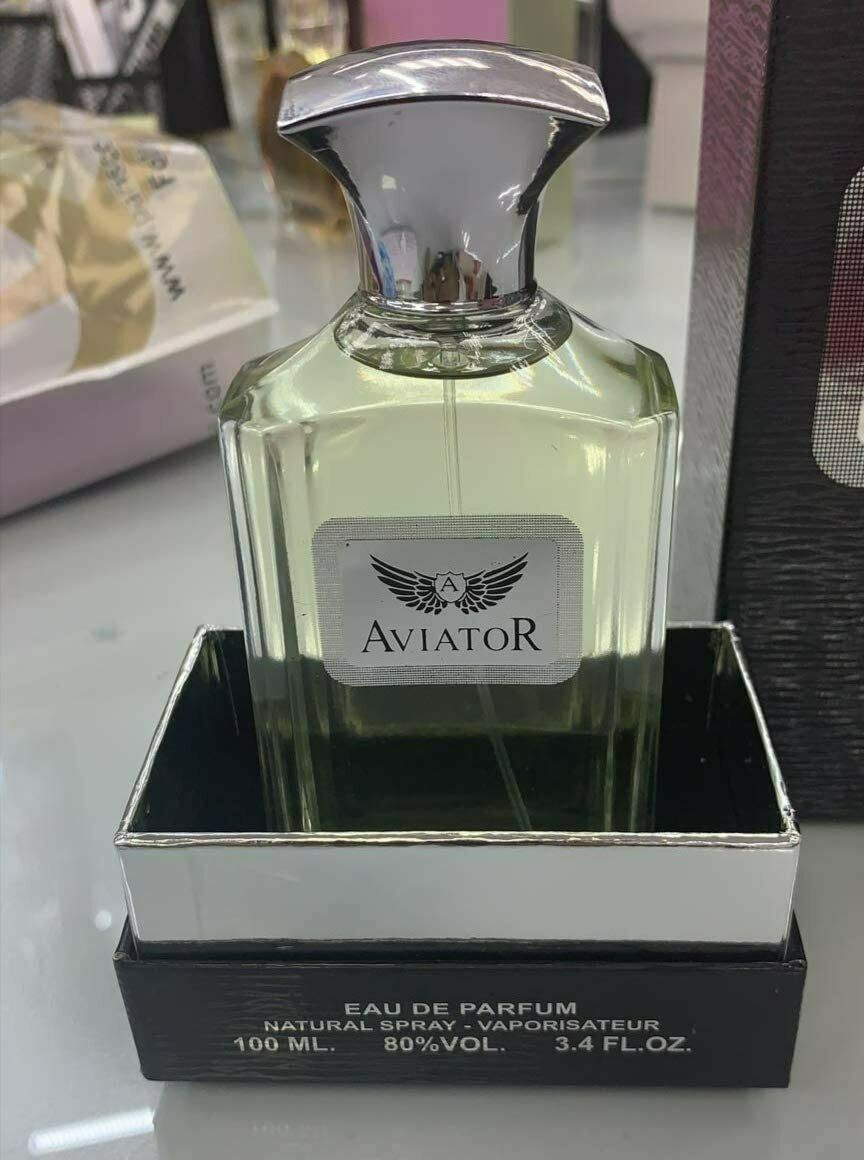 A
AVIATOR
EAU DE PARFUM
NATURAL SPRAY - VAPORISATEUR
100 ML. 80%VOL. 3.4 FL.OZ.